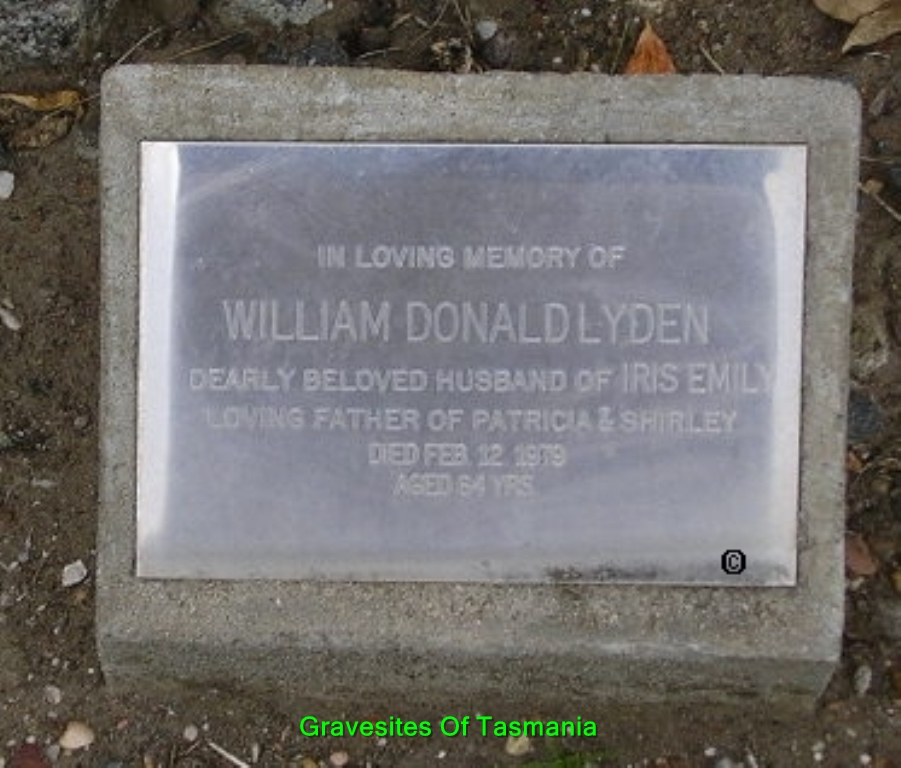 IN LOVING MEMORY OF
WILLIAM DONALD LYDEN
DEARLY BELOVED HUSBAND OF IRIS EMILY
LOVING FATHER OF PATRICIA & SHIRLEY
DIED FEB. 12 1979
AGED 64 YRS
©
Gravesites Of Tasmania